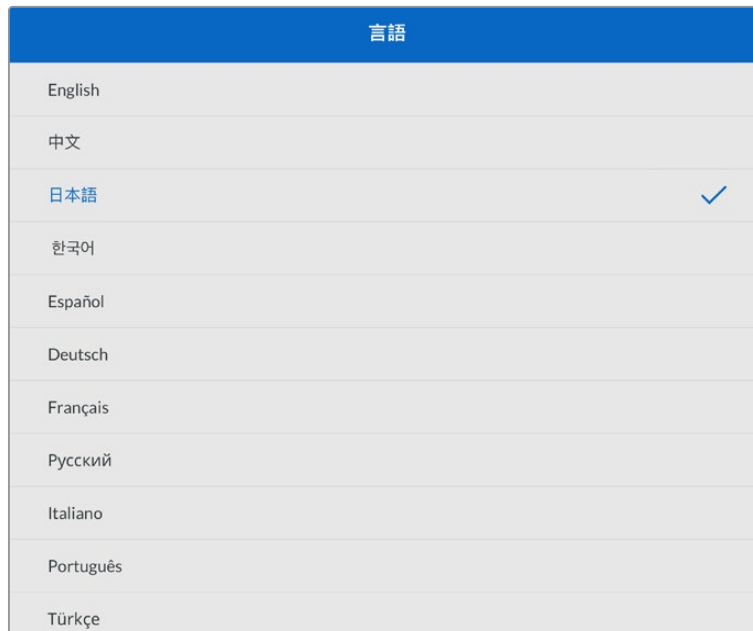 言語
English
中文
日本語
한국어
Español
Deutsch
Français
Русский
Italiano
Português
Türkçe